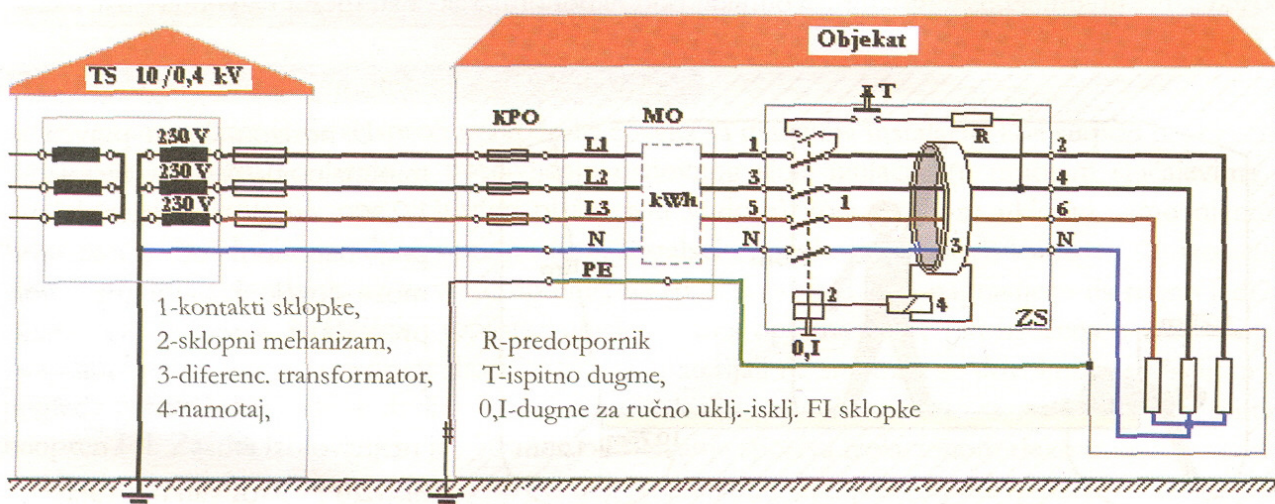 Objekat
TS 10/0,4 kV
T
230 V
KPO
MO
R
L1
1
2
230 V
L2
3
4
230 V
L3
kWh
5
1
6
N
N
3
N
PE
2
4
ZS
0,I
1-kontakti sklopke,
2-sklopni mehanizam,
3-diferenc. transformator,
4-namotaj,
R-predotpornik
T-ispitno dugme,
0,I-dugme za ručno uklj.-isklj. FI sklopke